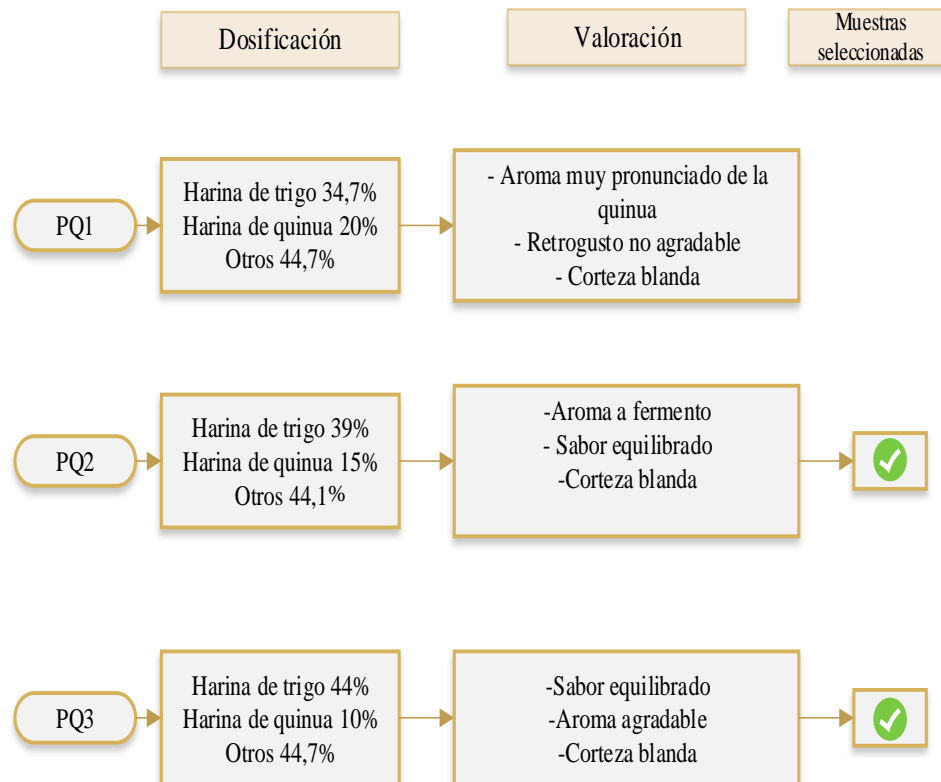 Dosificación
Valoración
Muestras
seleccionadas
PQ1
Harina de trigo 34,7%
Harina de quinua 20%
Otros 44,7%
- Aroma muy pronunciado de la
quinua
- Retrogusto no agradable
- Corteza blanda
PQ2
Harina de trigo 39%
Harina de quinua 15%
Otros 44,1%
-Aroma a fermento
- Sabor equilibrado
-Corteza blanda
PQ3
Harina de trigo 44%
Harina de quinua 10%
Otros 44,7%
-Sabor equilibrado
-Aroma agradable
-Corteza blanda